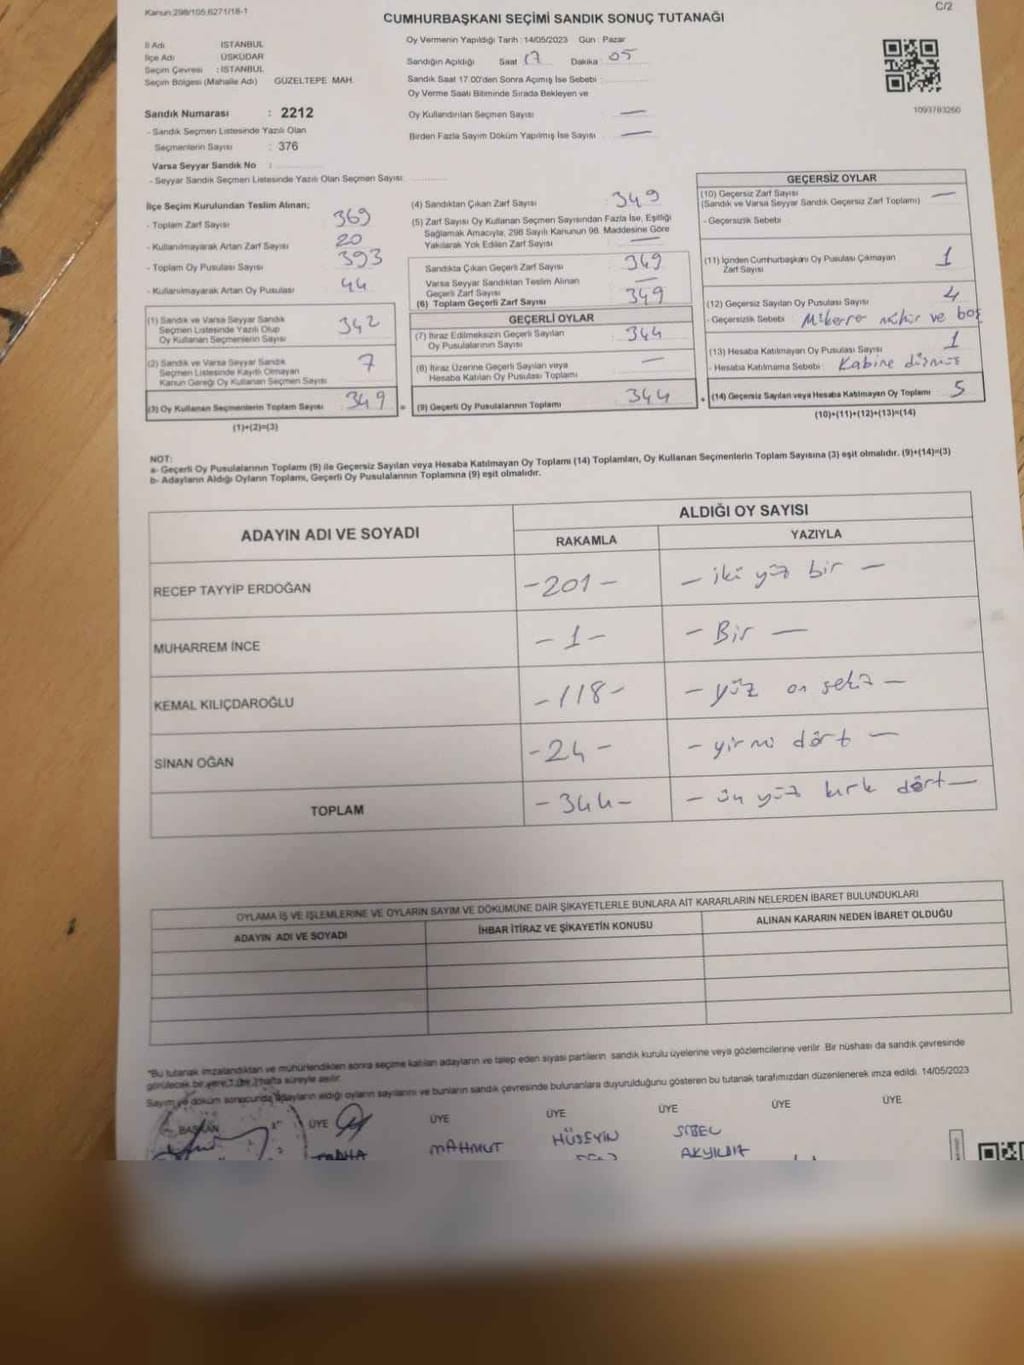 Kanun:298/105,6271/18-1
C/2
CUMHURBAŞKANI SEÇİMİ SANDIK SONUÇ TUTANAĞI
İl Adı İSTANBUL
İlçe Adı ÜSKÜDAR
Seçim Çevresi : İSTANBUL
Seçim Bölgesi (Mahalle Adı) GÜZELTEPE MAH.
Sandık Numarası : 2212
- Sandık Seçmen Listesinde Yazılı Olan
Seçmenlerin Sayısı : 376
Varsa Seyyar Sandık No :
- Seyyar Sandık Seçmen Listesinde Yazılı Olan Seçmen Sayısı:
Oy Vermenin Yapıldığı Tarih : 14/05/2023 Gün : Pazar
Sandığın Açıldığı Saat 17 Dakika 05
Sandık Saat 17.00'den Sonra Açımış İse Sebebi :
Oy Verme Saati Bitiminde Sırada Bekleyen ve
Oy Kullandırılan Seçmen Sayısı —
Birden Fazla Sayım Döküm Yapılmış İse Sayısı —
1093783260
İlçe Seçim Kurulundan Teslim Alınan;
- Toplam Zarf Sayısı 369
- Kullanılmayarak Artan Zarf Sayısı 20
- Toplam Oy Pusulası Sayısı 393
- Kullanılmayarak Artan Oy Pusulası 44
(1) Sandık ve Varsa Seyyar Sandık
Seçmen Listesinde Yazılı Olup
Oy Kullanan Seçmenlerin Sayısı 342
(2) Sandık ve Varsa Seyyar Sandık
Seçmen Listesinde Kayıtlı Olmayan
Kanun Gereği Oy Kullanan Seçmen Sayısı 7
(3) Oy Kullanan Seçmenlerin Toplam Sayısı 349 =
(1)+(2)=(3)
(4) Sandıktan Çıkan Zarf Sayısı 349
(5) Zarf Sayısı Oy Kullanan Seçmen Sayısından Fazla İse, Eşitliği
Sağlamak Amacıyla, 298 Sayılı Kanunun 98. Maddesine Göre
Yakılarak Yok Edilen Zarf Sayısı —
Sandıkta Çıkan Geçerli Zarf Sayısı 349
Varsa Seyyar Sandıktan Teslim Alınan
Geçerli Zarf Sayısı —
(6) Toplam Geçerli Zarf Sayısı 349
GEÇERLİ OYLAR
(7) İtiraz Edilmeksizin Geçerli Sayılan
Oy Pusulalarının Sayısı 344
(8) İtiraz Üzerine Geçerli Sayılan veya
Hesaba Katılan Oy Pusulası Toplamı —
(9) Geçerli Oy Pusulalarının Toplamı 344 +
GEÇERSİZ OYLAR
(10) Geçersiz Zarf Sayısı —
(Sandık ve Varsa Seyyar Sandık Geçersiz Zarf Toplamı)
- Geçersizlik Sebebi
(11) İçinden Cumhurbaşkanı Oy Pusulası Çıkmayan
Zarf Sayısı 1
(12) Geçersiz Sayılan Oy Pusulası Sayısı 4
- Geçersizlik Sebebi Mükerrer mühür ve boş
(13) Hesaba Katılmayan Oy Pusulası Sayısı 1
- Hesaba Katılmama Sebebi : Kabine düşmüş
(14) Geçersiz Sayılan veya Hesaba Katılmayan Oy Toplamı 5
(10)+(11)+(12)+(13)=(14)
NOT:
a- Geçerli Oy Pusulalarının Toplamı (9) ile Geçersiz Sayılan veya Hesaba Katılmayan Oy Toplamı (14) Toplamları, Oy Kullanan Seçmenlerin Toplam Sayısına (3) eşit olmalıdır. (9)+(14)=(3)
b- Adayların Aldığı Oyların Toplamı, Geçerli Oy Pusulalarının Toplamına (9) eşit olmalıdır.
ADAYIN ADI VE SOYADI
ALDIĞI OY SAYISI
RAKAMLA YAZIYLA
RECEP TAYYİP ERDOĞAN - 201 - - iki yüz bir -
MUHARREM İNCE - 1 - - Bir -
KEMAL KILIÇDAROĞLU - 118 - - yüz on sekiz -
SİNAN OĞAN - 24 - - yirmi dört -
TOPLAM - 344 - - üç yüz kırk dört -
OYLAMA İŞ VE İŞLEMLERİNE VE OYLARIN SAYIM VE DÖKÜMÜNE DAİR ŞİKAYETLERLE BUNLARA AİT KARARLARIN NELERDEN İBARET BULUNDUKLARI
ADAYIN ADI VE SOYADI İHBAR İTİRAZ VE ŞİKAYETİN KONUSU ALINAN KARARIN NEDEN İBARET OLDUĞU
"Bu tutanak imzalandıktan ve mühürlendikten sonra seçime katılan adayların ve talep eden siyasi partilerin sandık kurulu üyelerine veya gözlemcilerine verilir. Bir nüshası da sandık çevresinde
görülecek bir yere 1 (bir) hafta süreyle asılır.
Sayım ve döküm sonucunda adayların aldığı oyların sayılarını ve bunların sandık çevresinde bulunanlara duyurulduğunu gösteren bu tutanak tarafımızdan düzenlenerek imza edildi. 14/05/2023
BAŞKAN ÜYE ÜYE ÜYE ÜYE ÜYE ÜYE
MAHMUT HÜSEYİN SİBEL
AKYILDIZ